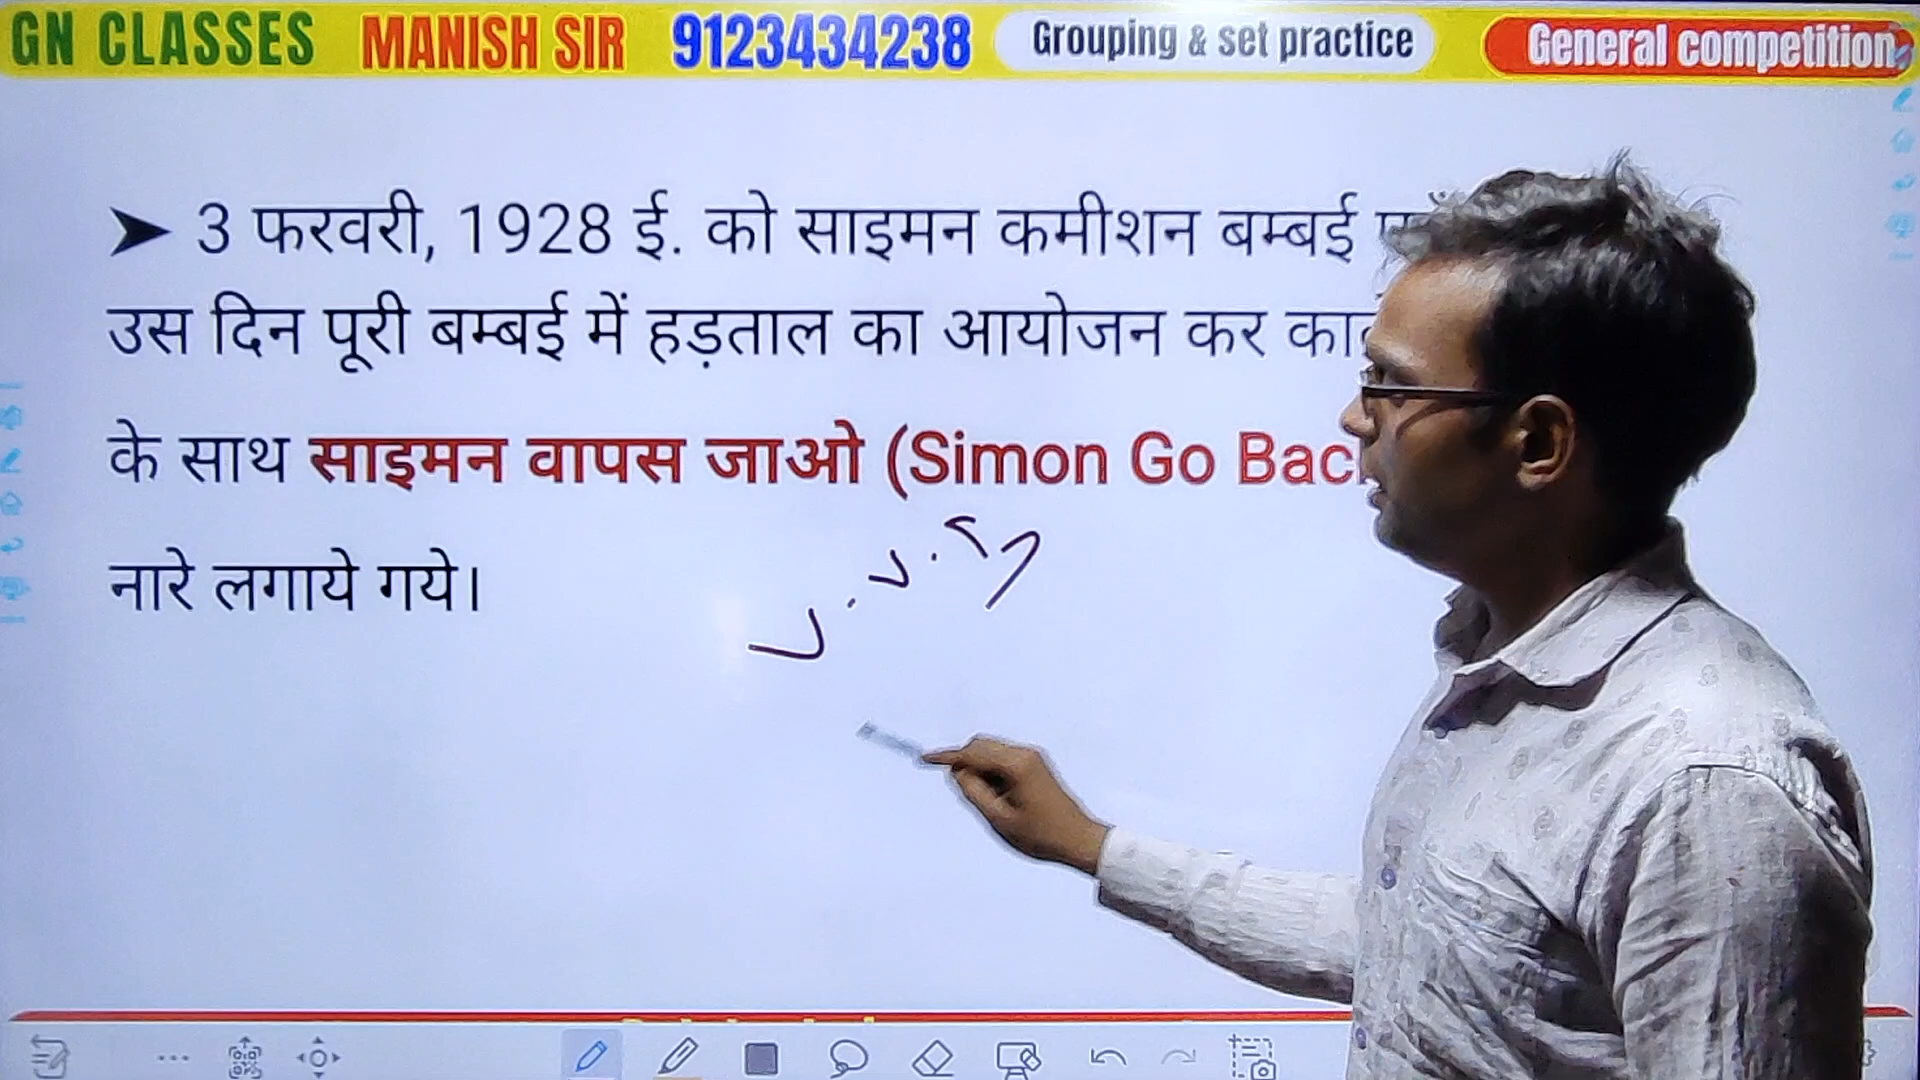 GN CLASSES MANISH SIR 9123434238 Grouping & set practice General competition
➤ 3 फरवरी, 1928 ई. को साइमन कमीशन बम्बई
उस दिन पूरी बम्बई में हड़ताल का आयोजन कर
के साथ साइमन वापस जाओ (Simon Go
नारे लगाये गये।